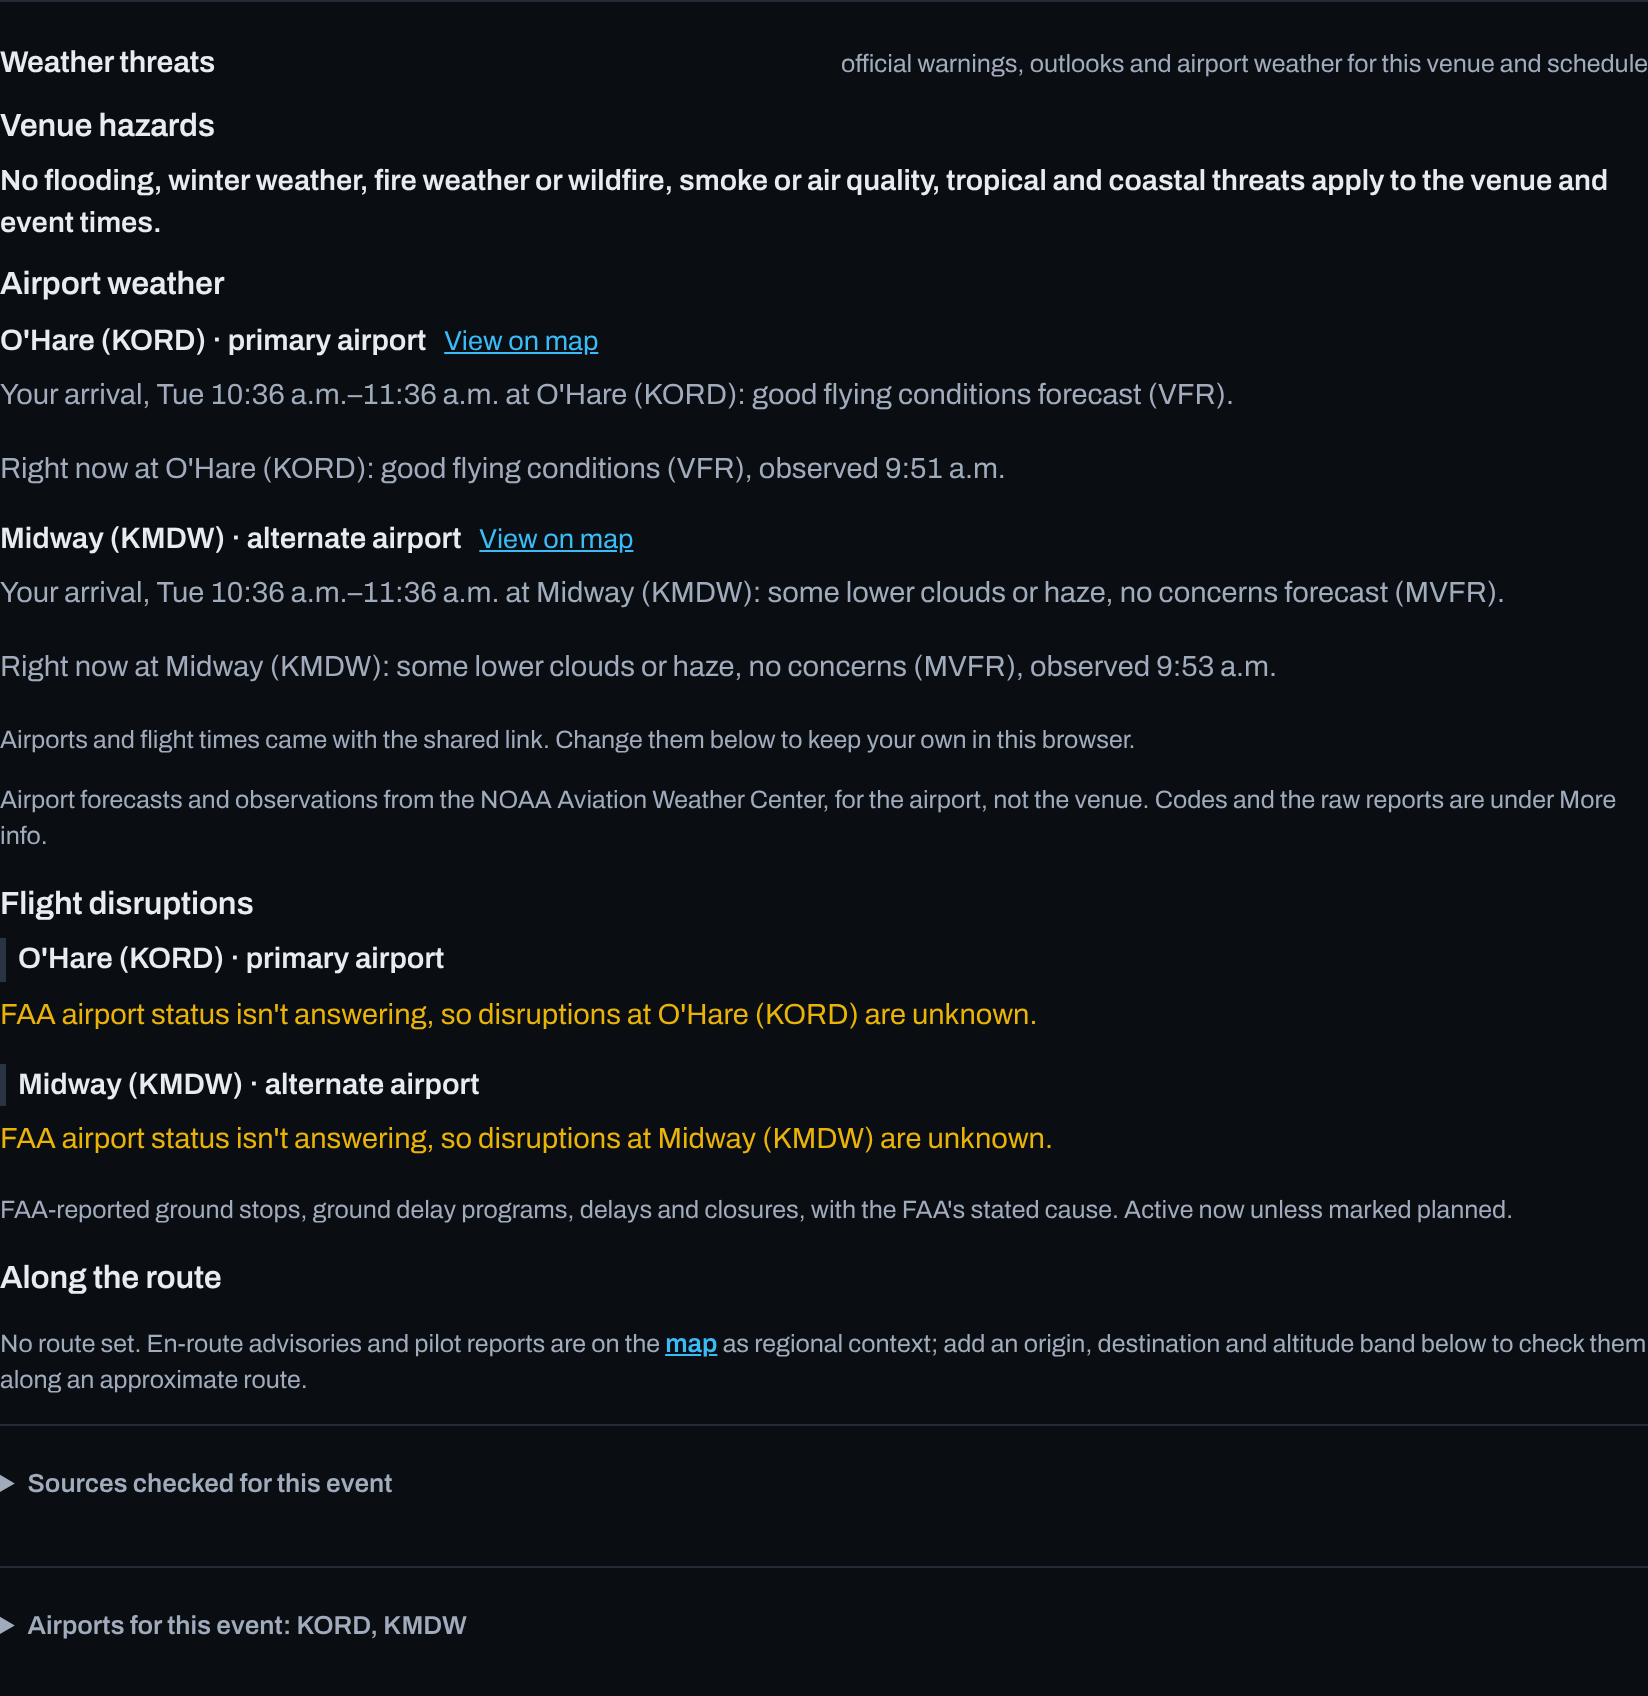 Weather threats
official warnings, outlooks and airport weather for this venue and schedule
Venue hazards
No flooding, winter weather, fire weather or wildfire, smoke or air quality, tropical and coastal threats apply to the venue and
event times.
Airport weather
O'Hare (KORD) · primary airport View on map
Your arrival, Tue 10:36 a.m.–11:36 a.m. at O'Hare (KORD): good flying conditions forecast (VFR).
Right now at O'Hare (KORD): good flying conditions (VFR), observed 9:51 a.m.
Midway (KMDW) · alternate airport View on map
Your arrival, Tue 10:36 a.m.–11:36 a.m. at Midway (KMDW): some lower clouds or haze, no concerns forecast (MVFR).
Right now at Midway (KMDW): some lower clouds or haze, no concerns (MVFR), observed 9:53 a.m.
Airports and flight times came with the shared link. Change them below to keep your own in this browser.
Airport forecasts and observations from the NOAA Aviation Weather Center, for the airport, not the venue. Codes and the raw reports are under More
info.
Flight disruptions
O'Hare (KORD) · primary airport
FAA airport status isn't answering, so disruptions at O'Hare (KORD) are unknown.
Midway (KMDW) · alternate airport
FAA airport status isn't answering, so disruptions at Midway (KMDW) are unknown.
FAA-reported ground stops, ground delay programs, delays and closures, with the FAA's stated cause. Active now unless marked planned.
Along the route
No route set. En-route advisories and pilot reports are on the map as regional context; add an origin, destination and altitude band below to check them
along an approximate route.
Sources checked for this event
Airports for this event: KORD, KMDW